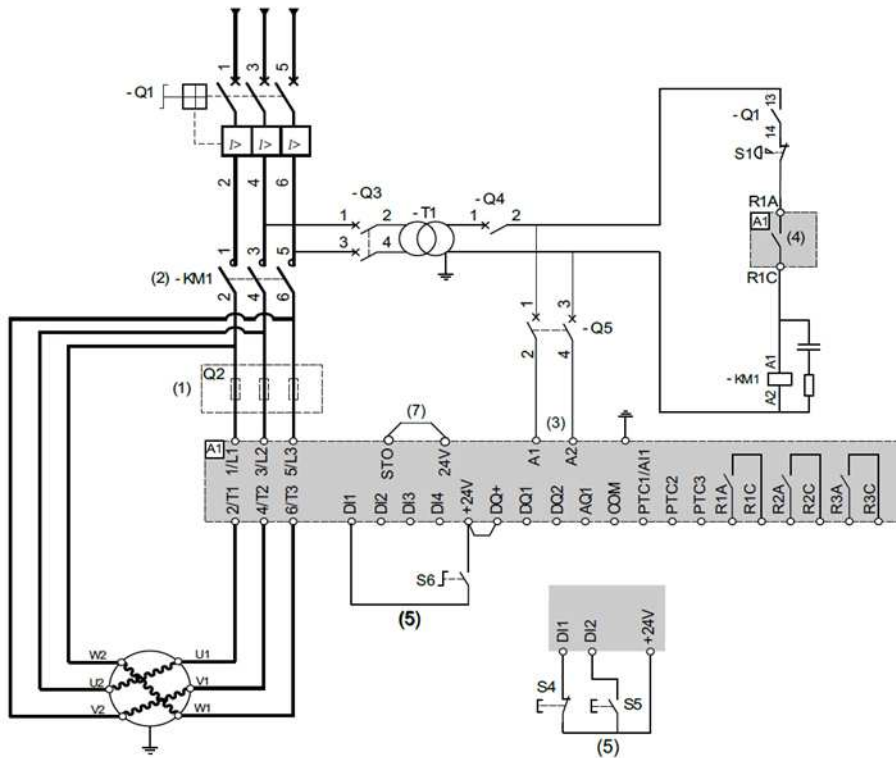 1 3 5
-Q1
I> I> I>
2 4 6
13
-Q1
14
S1
-Q3
1 2
3 4
-T1
-Q4
1 2
R1A
A1
(4)
R1C
1 3 5
(2) -KM1
2 4 6
1 3
-Q5
2 4
A1
-KM1
A2
(1)
Q2
(7)
(3)
A1
1/L1 3/L2 5/L3
STO 24V
A1 A2
2/T1 4/T2 6/T3
DI1 DI2 DI3 DI4 +24V DQ+ DQ1 DQ2 AQ1 COM PTC1/AI1 PTC2 PTC3 R1A R1C R2A R2C R3A R3C
S6
(5)
DI1 DI2 +24V
S4
S5
(5)
W2 U1
U2 V1
V2 W1